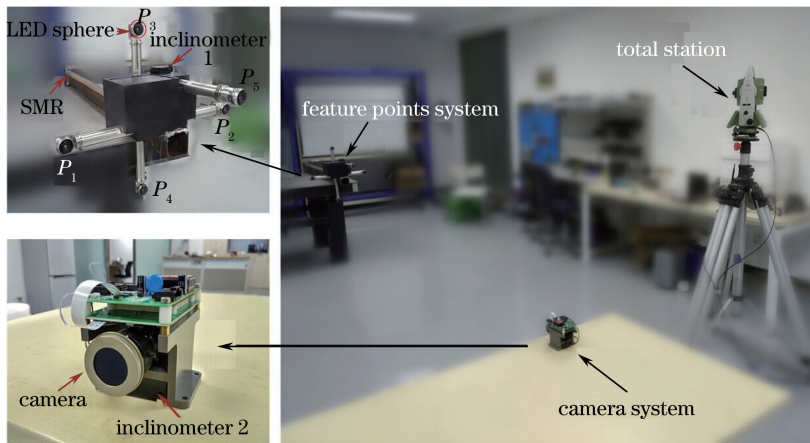 P
3
LED sphere
inclinometer
1
SMR
P5
P2
P1
P4
feature points system
total station
camera
inclinometer 2
camera system